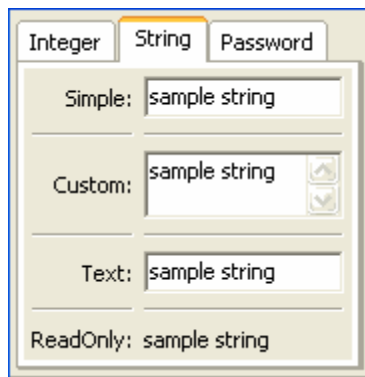 Integer String Password
Simple: sample string
Custom: sample string
Text: sample string
ReadOnly: sample string